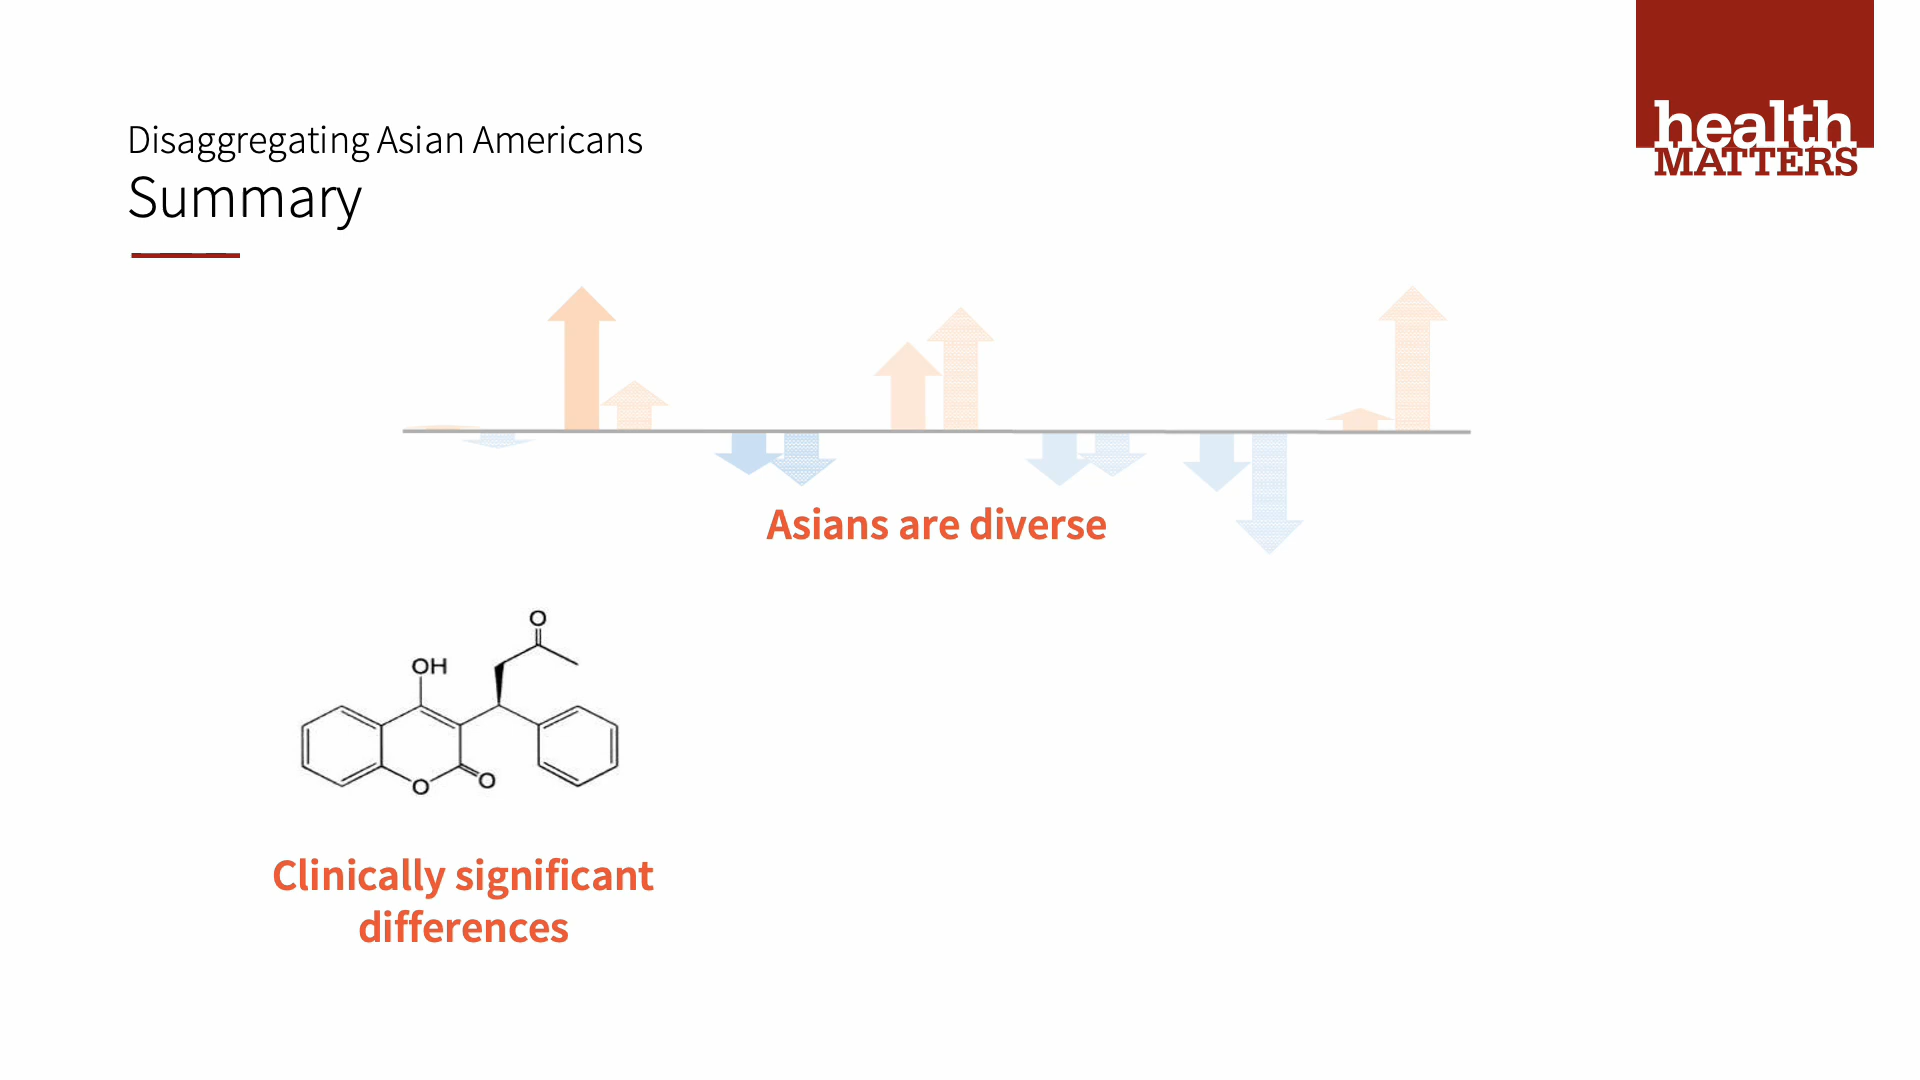 health
MATTERS
Disaggregating Asian Americans
Summary
Asians are diverse
O
OH
O
O
Clinically significant
differences